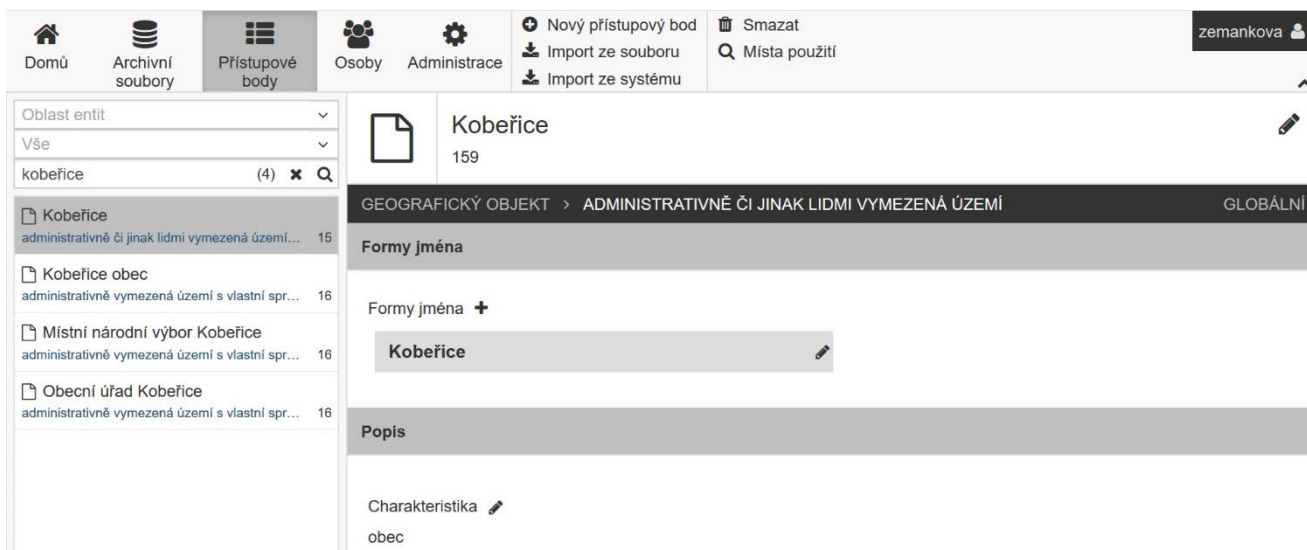 Domů
Archivní
soubory
Přístupové
body
Osoby
Administrace
Nový přístupový bod
Import ze souboru
Import ze systému
Smazat
Místa použití
zemankova
Oblast entit
Vše
kobeřice (4)
Kobeřice
administrativně či jinak lidmi vymezená území... 15
Kobeřice obec
administrativně vymezená území s vlastní spr... 16
Místní národní výbor Kobeřice
administrativně vymezená území s vlastní spr... 16
Obecní úřad Kobeřice
administrativně vymezená území s vlastní spr... 16
Kobeřice
159
GEOGRAFICKÝ OBJEKT > ADMINISTRATIVNĚ ČI JINAK LIDMI VYMEZENÁ ÚZEMÍ GLOBÁLNÍ
Formy jména
Formy jména
Kobeřice
Popis
Charakteristika
obec